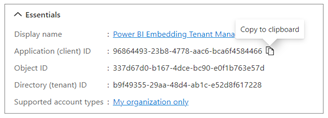 Essentials
Copy to clipboard
Display name : Power BI Embedding Tenant Mana
Application (client) ID : 96864493-23b8-4778-aac6-bca6f4584466
Object ID : 337d67d0-b167-4dce-bc90-e0f1b763e57d
Directory (tenant) ID : b9f49355-29aa-48d4-ab1c-e52d8f617228
Supported account types : My organization only